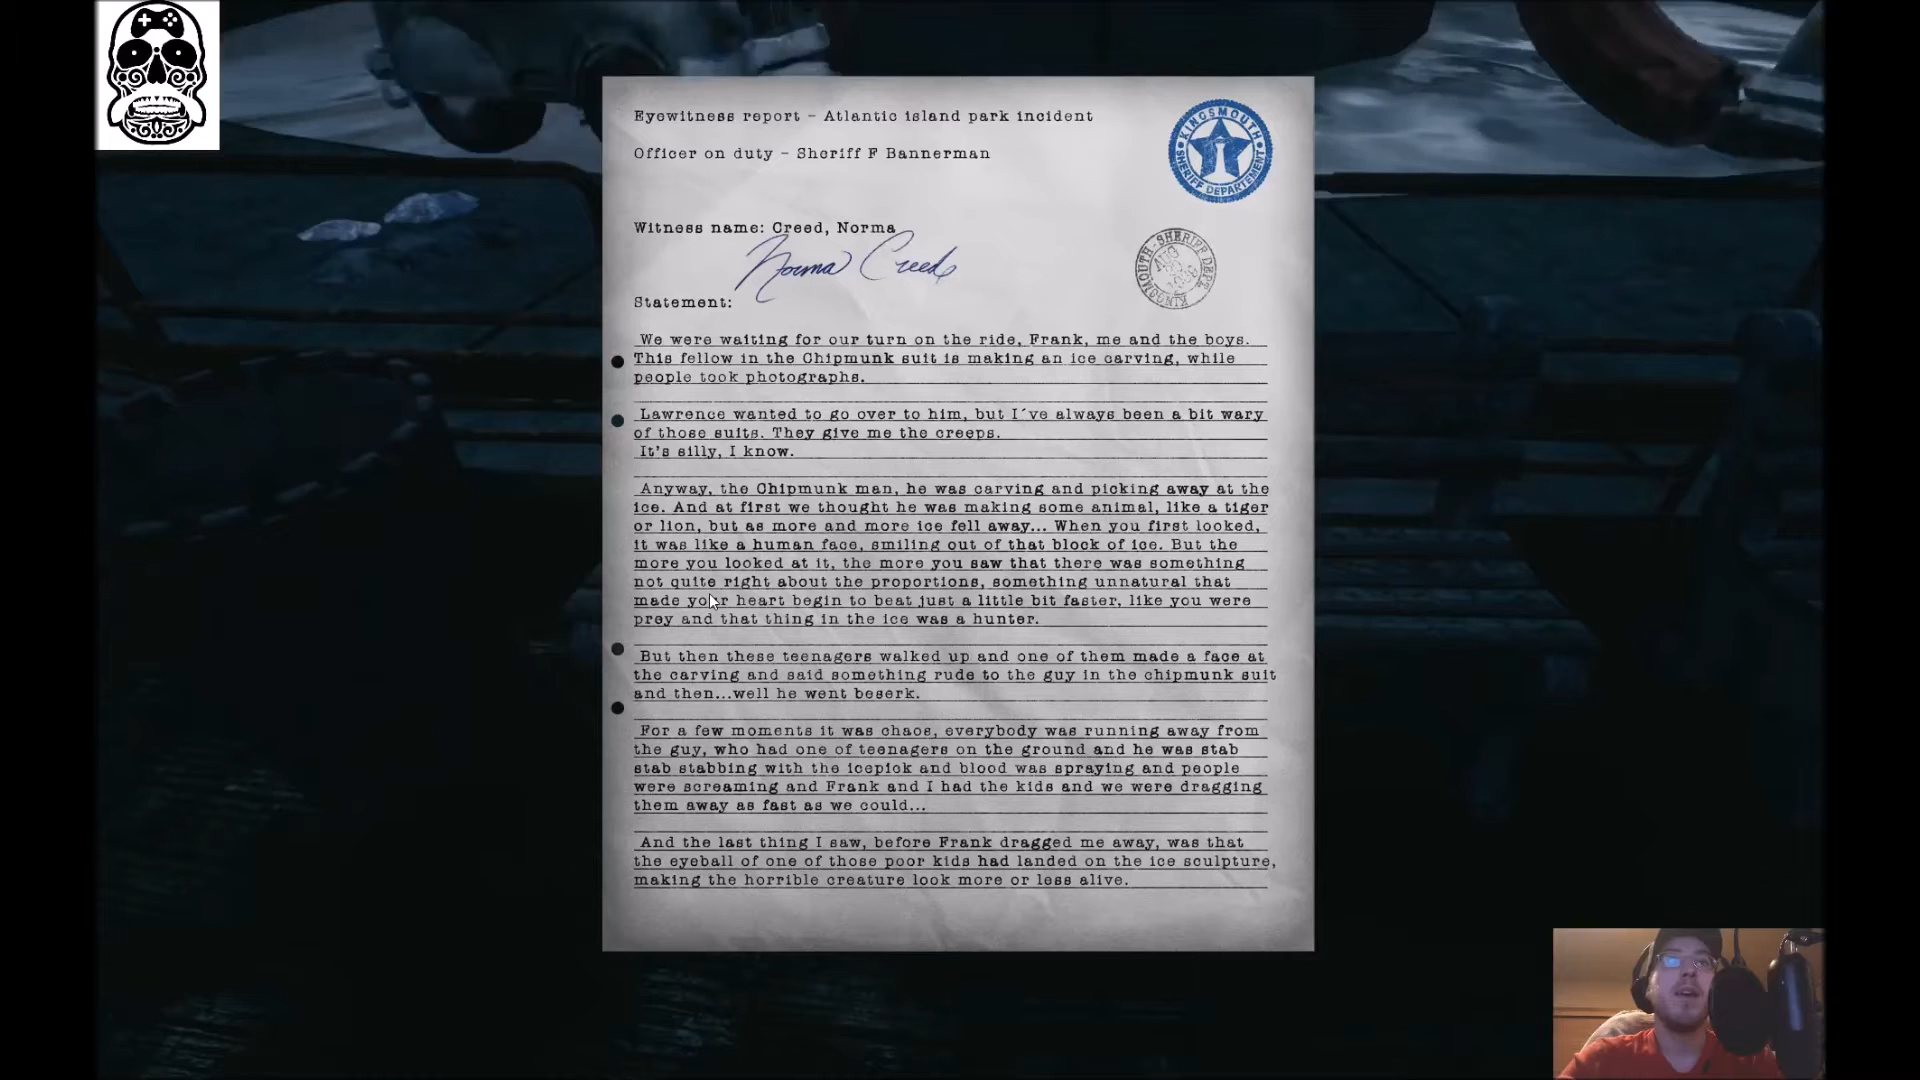 Eyewitness report - Atlantic island park incident
Officer on duty - Sheriff F Bannerman
KINGSMOUTH
SHERIFF DEPARTEMENT
Witness name: Creed, Norma
Norma Creed
KINGSMOUTH - SHERIFF DEPT.
Statement:
We were waiting for our turn on the ride, Frank, me and the boys.
This fellow in the Chipmunk suit is making an ice carving, while
people took photographs.
Lawrence wanted to go over to him, but I´ve always been a bit wary
of those suits. They give me the creeps.
It's silly, I know.
Anyway, the Chipmunk man, he was carving and picking away at the
ice. And at first we thought he was making some animal, like a tiger
or lion, but as more and more ice fell away... When you first looked,
it was like a human face, smiling out of that block of ice. But the
more you looked at it, the more you saw that there was something
not quite right about the proportions, something unnatural that
made your heart begin to beat just a little bit faster, like you were
prey and that thing in the ice was a hunter.
But then these teenagers walked up and one of them made a face at
the carving and said something rude to the guy in the chipmunk suit
and then...well he went beserk.
For a few moments it was chaos, everybody was running away from
the guy, who had one of teenagers on the ground and he was stab
stab stabbing with the icepick and blood was spraying and people
were screaming and Frank and I had the kids and we were dragging
them away as fast as we could...
And the last thing I saw, before Frank dragged me away, was that
the eyeball of one of those poor kids had landed on the ice sculpture,
making the horrible creature look more or less alive.